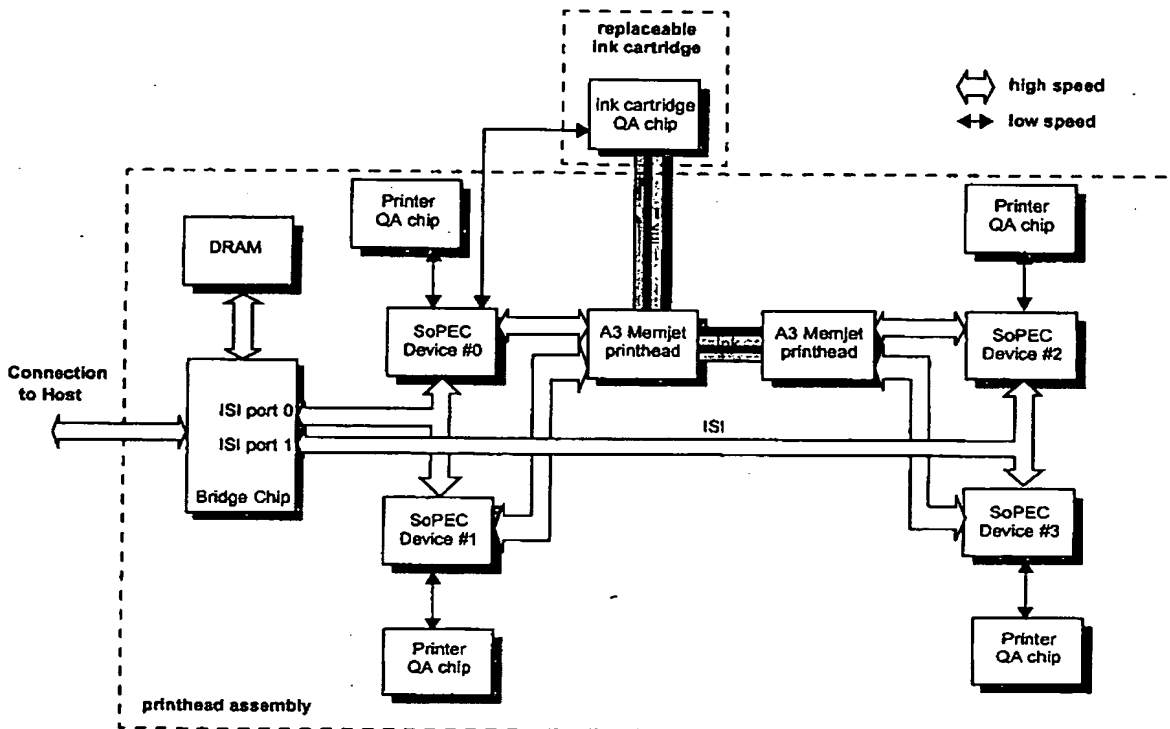 replaceable
ink cartridge
ink cartridge
QA chip
high speed
low speed
Printer
QA chip
Printer
QA chip
DRAM
ink
SoPEC
Device #0
A3 Memjet
printhead
ink
A3 Memjet
printhead
SoPEC
Device #2
Connection
to Host
ISI port 0
ISI port 1
ISI
Bridge Chip
SoPEC
Device #1
SoPEC
Device #3
Printer
QA chip
Printer
QA chip
printhead assembly